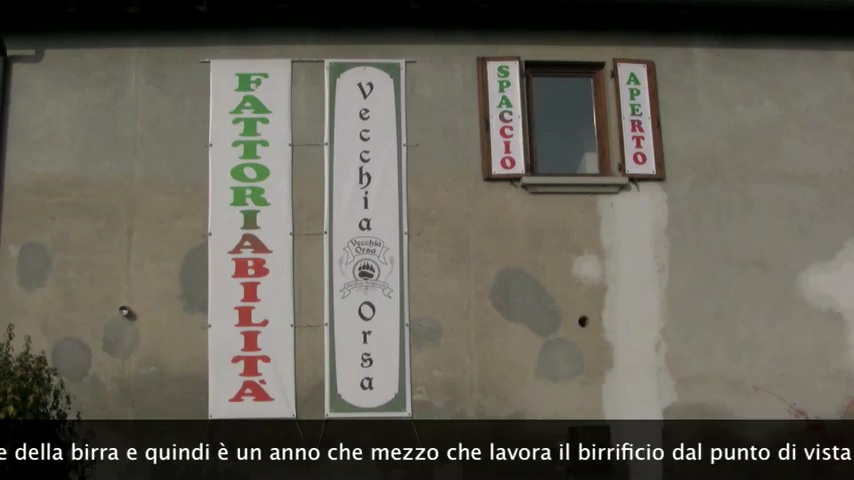 FATTORIABILITÀ
Vecchia Orsa
Vecchia
Orsa
SPACCIO
APERTO
e della birra e quindi è un anno che mezzo che lavora il birrificio dal punto di vista